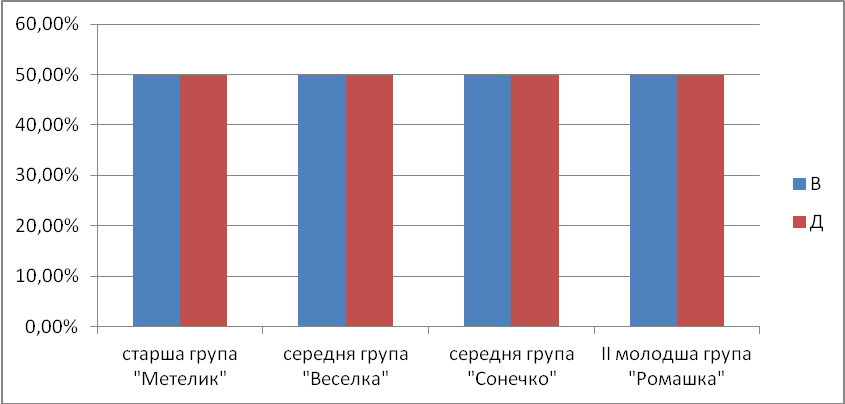 60,00%
50,00%
40,00%
30,00%
20,00%
10,00%
0,00%
старша група
"Метелик"
середня група
"Веселка"
середня група
"Сонечко"
ІІ молодша група
"Ромашка"
В
Д